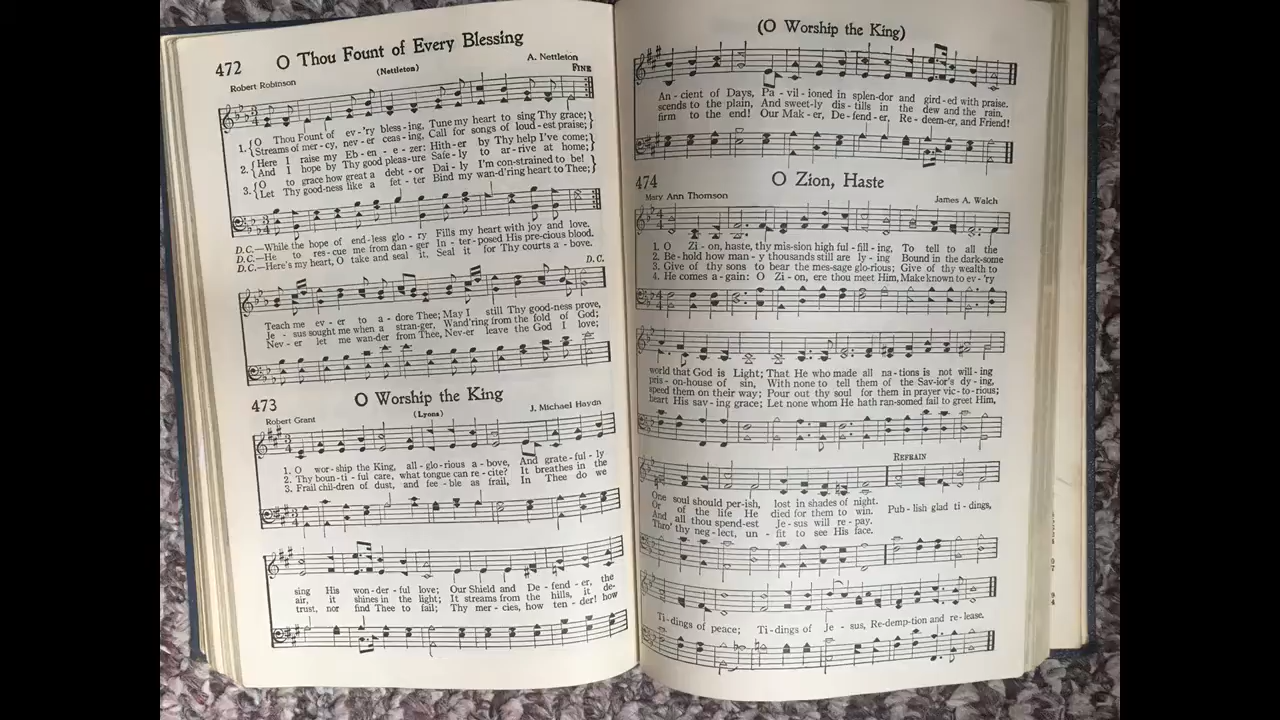 472 O Thou Fount of Every Blessing
Robert Robinson (Nettleton) A. Nettleton
FINE
1. {O Thou Fount of ev-'ry bless-ing, Tune my heart to sing Thy grace;}
{Streams of mer-cy, nev-er ceas-ing, Call for songs of loud-est praise;}
2. {Here I raise my Eb-en-e-zer: Hith-er by Thy help I've come;}
{And I hope by Thy good pleas-ure Safe-ly to ar-rive at home;}
3. {O to grace how great a debt-or Dai-ly I'm con-strained to be!}
{Let Thy good-ness like a fet-ter Bind my wan-d'ring heart to Thee;}
D.C.—While the hope of end-less glo-ry Fills my heart with joy and love.
D.C.—He to res-cue me from dan-ger In-ter-posed His pre-cious blood.
D.C.—Here's my heart, O take and seal it, Seal it for Thy courts a-bove.
D.C.
Teach me ev-er to a-dore Thee; May I still Thy good-ness prove,
Je-sus sought me when a stran-ger, Wand'ring from the fold of God;
Nev-er let me wan-der from Thee, Nev-er leave the God I love;
473 O Worship the King
Robert Grant (Lyons) J. Michael Haydn
1. O wor-ship the King, all-glo-rious a-bove, And grate-ful-ly
2. Thy boun-ti-ful care, what tongue can re-cite? It breathes in the
3. Frail chil-dren of dust, and fee-ble as frail, In Thee do we
sing His won-der-ful love; Our Shield and De-fend-er, the
air, it shines in the light; It streams from the hills, it de-
trust, nor find Thee to fail; Thy mer-cies, how ten-der! how
(O Worship the King)
An-cient of Days, Pa-vil-ioned in splen-dor and gird-ed with praise.
scends to the plain, And sweet-ly dis-tills in the dew and the rain.
firm to the end! Our Mak-er, De-fend-er, Re-deem-er, and Friend!
474 O Zion, Haste
Mary Ann Thomson James A. Walch
1. O Zi-on, haste, thy mis-sion high ful-fill-ing, To tell to all the
2. Be-hold how man-y thousands still are ly-ing Bound in the dark-some
3. Give of thy sons to bear the mes-sage glo-rious; Give of thy wealth to
4. He comes a-gain: O Zi-on, ere thou meet Him, Make known to ev-'ry
world that God is Light; That He who made all na-tions is not will-ing
pris-on-house of sin, With none to tell them of the Sav-ior's dy-ing,
speed them on their way; Pour out thy soul for them in prayer vic-to-rious;
heart His sav-ing grace; Let none whom He hath ran-somed fail to greet Him,
REFRAIN
One soul should per-ish, lost in shades of night.
Or of the life He died for them to win. Pub-lish glad ti-dings,
And all thou spend-est Je-sus will re-pay.
Thro' thy neg-lect, un-fit to see His face.
Ti-dings of peace; Ti-dings of Je-sus, Re-demp-tion and re-lease.